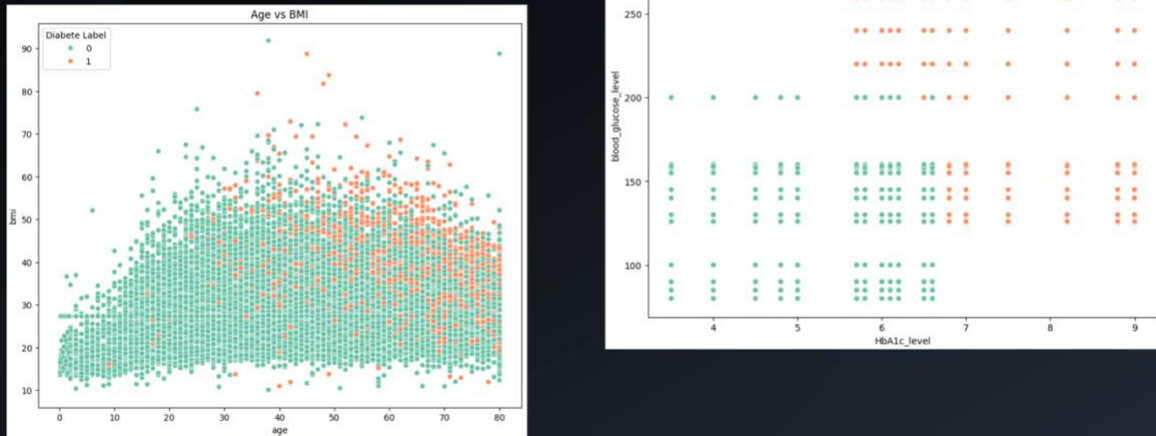 Age vs BMI
Diabete Label
0
1
90
80
70
60
50
40
30
20
10
bmi
0 10 20 30 40 50 60 70 80
age
250
200
150
100
blood_glucose_level
4 5 6 7 8 9
HbA1c_level